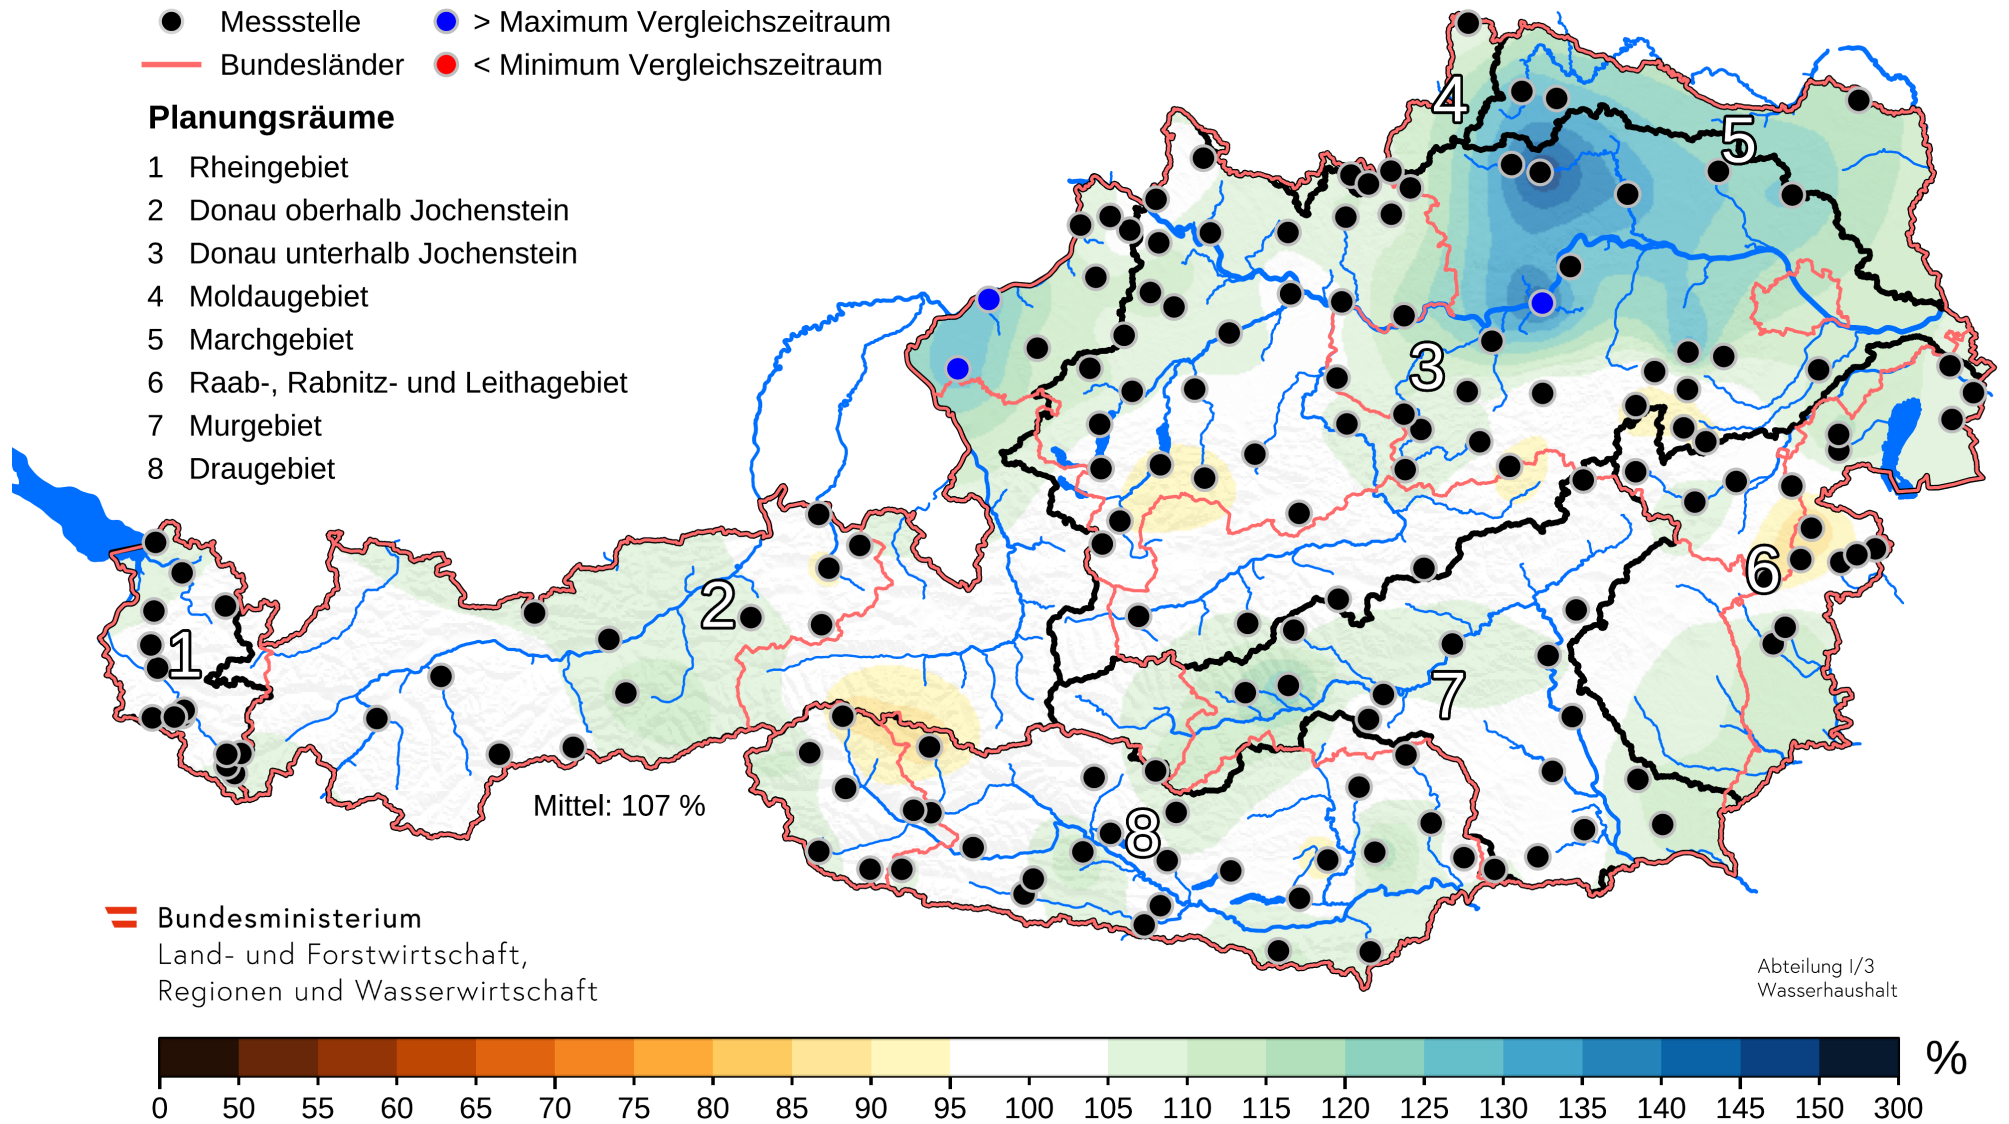 Messstelle
> Maximum Vergleichszeitraum
Bundesländer
< Minimum Vergleichszeitraum
Planungsräume
1 Rheingebiet
2 Donau oberhalb Jochenstein
3 Donau unterhalb Jochenstein
4 Moldaugebiet
5 Marchgebiet
6 Raab-, Rabnitz- und Leithagebiet
7 Murgebiet
8 Draugebiet
4
5
3
2
6
1
7
8
Mittel: 107 %
Bundesministerium
Land- und Forstwirtschaft,
Regionen und Wasserwirtschaft
Abteilung I/3
Wasserhaushalt
%
0 50 55 60 65 70 75 80 85 90 95 100 105 110 115 120 125 130 135 140 145 150 300